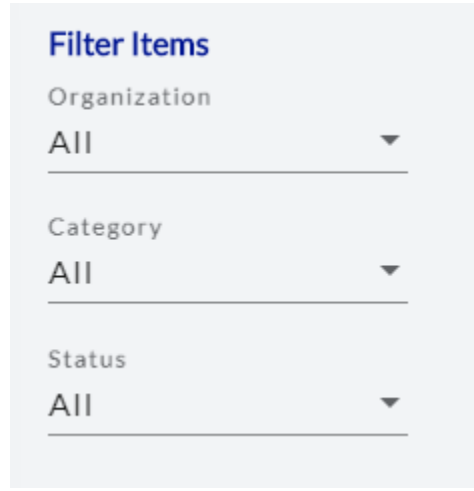 Filter Items
Organization
All
Category
All
Status
All